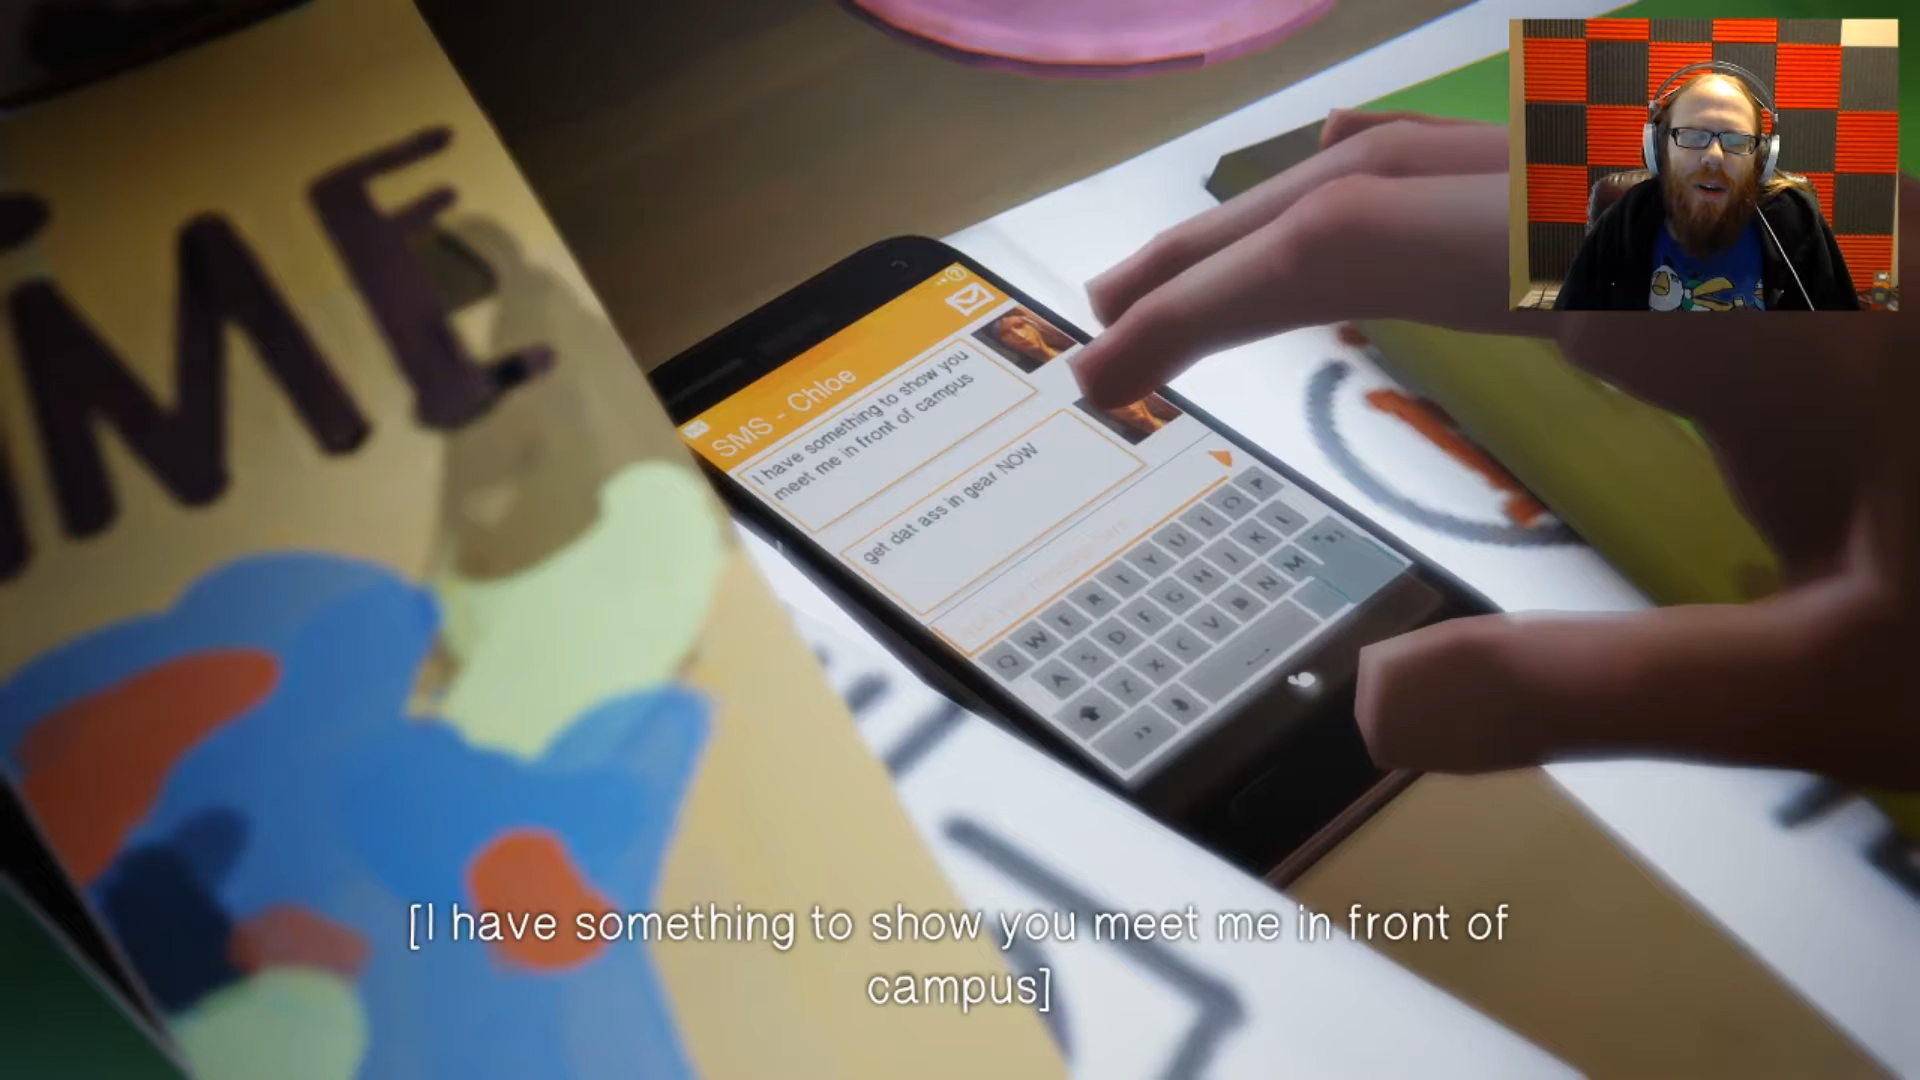 IME
SMS - Chloe
I have something to show you
meet me in front of campus
get dat ass in gear NOW
Q W E R T Y U I O P
A S D F G H J K L
Z X C V B N M
[I have something to show you meet me in front of
campus]